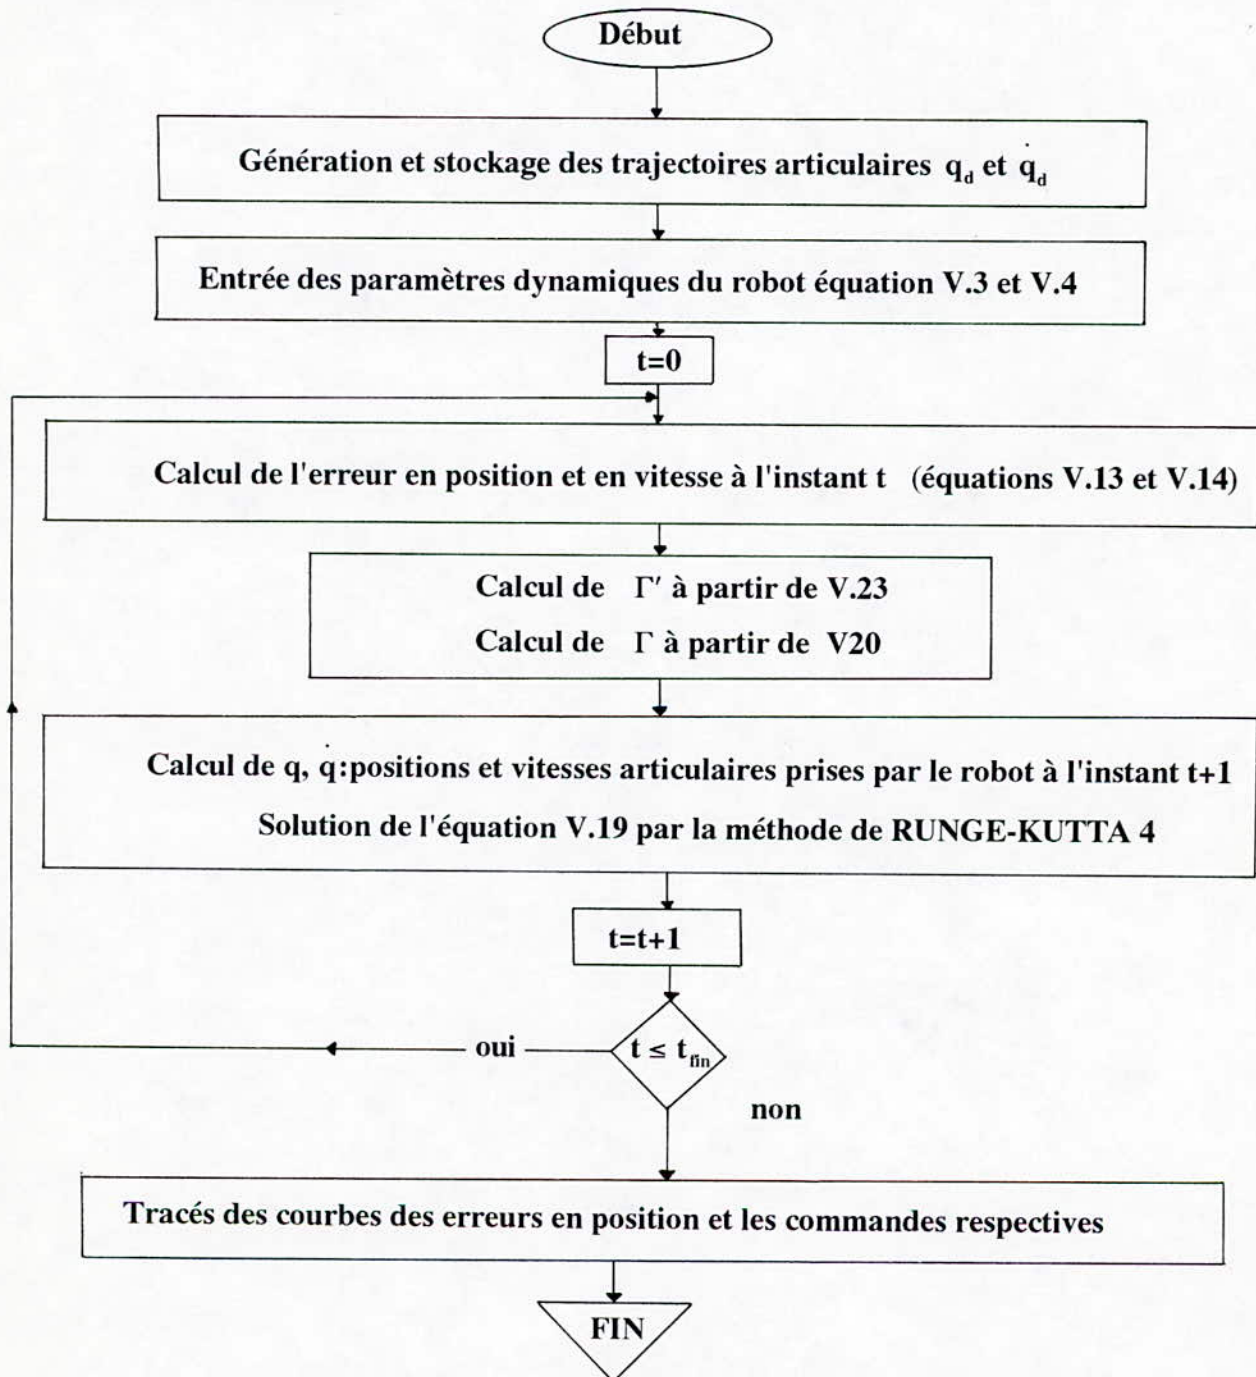 Début
Génération et stockage des trajectoires articulaires q_d et q̇_d
Entrée des paramètres dynamiques du robot équation V.3 et V.4
t=0
Calcul de l'erreur en position et en vitesse à l'instant t (équations V.13 et V.14)
Calcul de Γ' à partir de V.23
Calcul de Γ à partir de V20
Calcul de q, q̇:positions et vitesses articulaires prises par le robot à l'instant t+1
Solution de l'équation V.19 par la méthode de RUNGE-KUTTA 4
t=t+1
oui
t ≤ t_fin
non
Tracés des courbes des erreurs en position et les commandes respectives
FIN